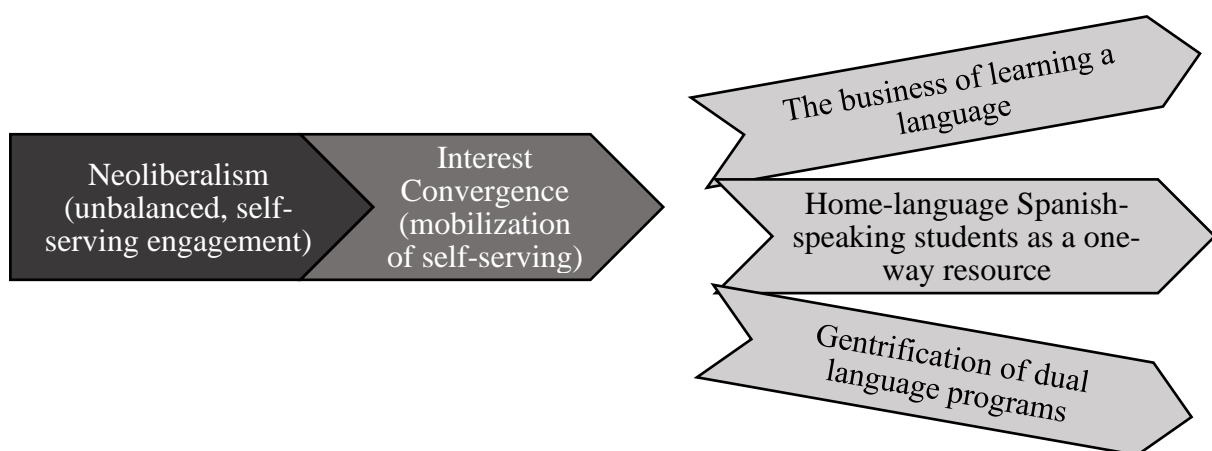 Neoliberalism
(unbalanced, self-
serving engagement)
Interest
Convergence
(mobilization
of self-serving)
The business of learning a
language
Home-language Spanish-
speaking students as a one-
way resource
Gentrification of dual
language programs